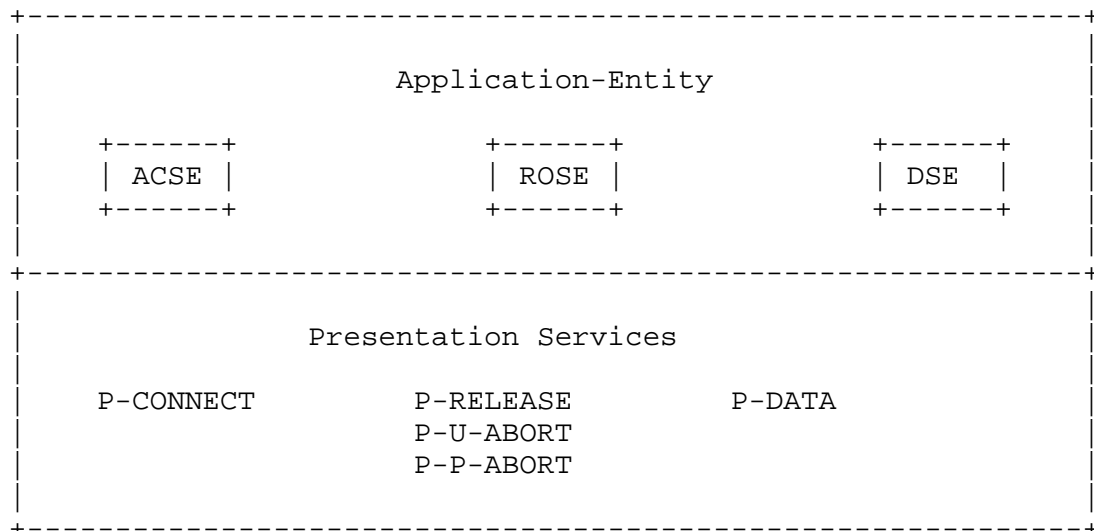 Application-Entity
ACSE ROSE DSE
Presentation Services
P-CONNECT P-RELEASE P-DATA
P-U-ABORT
P-P-ABORT